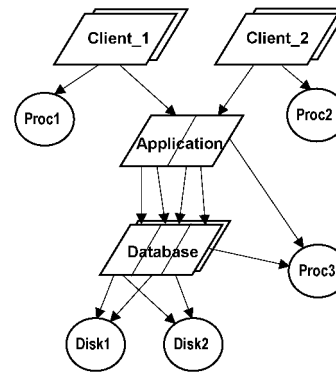 Client_1
Client_2
Proc1
Proc2
Application
Database
Proc3
Disk1
Disk2